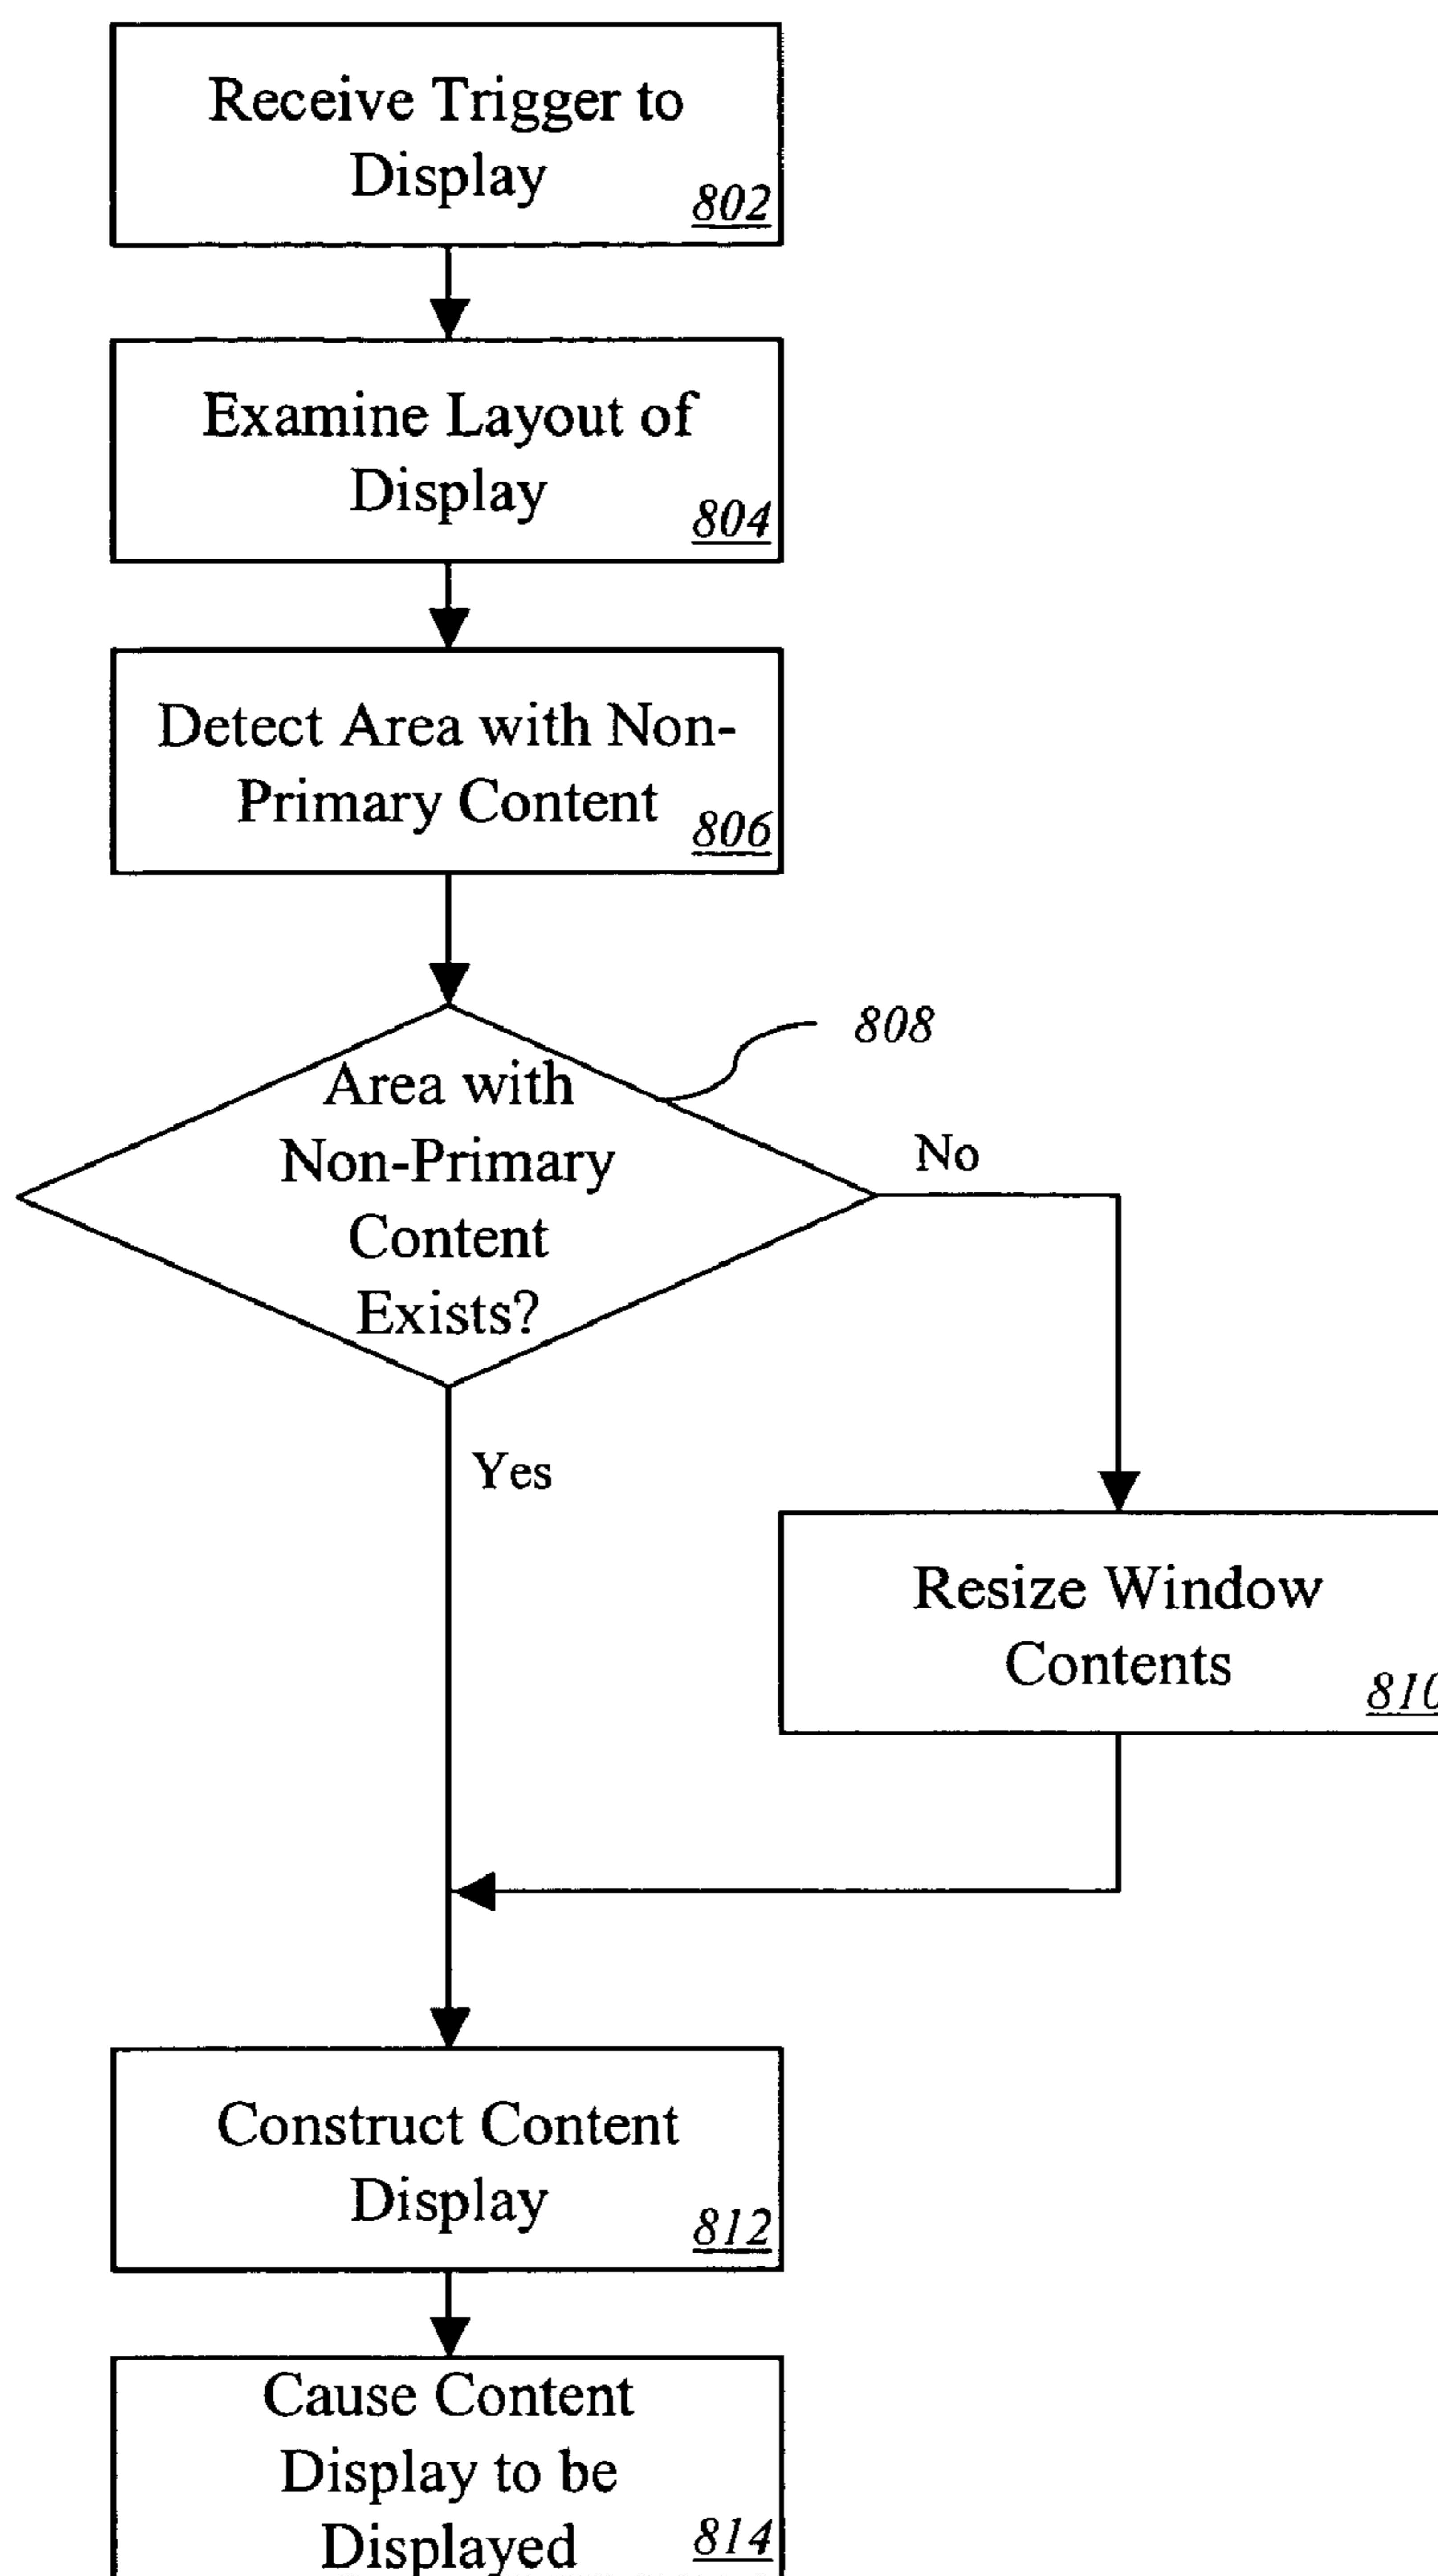 Receive Trigger to
Display
802
Examine Layout of
Display
804
Detect Area with Non-
Primary Content
806
808
Area with
Non-Primary
Content
Exists?
No
Yes
Resize Window
Contents
810
Construct Content
Display
812
Cause Content
Display to be
Displayed
814